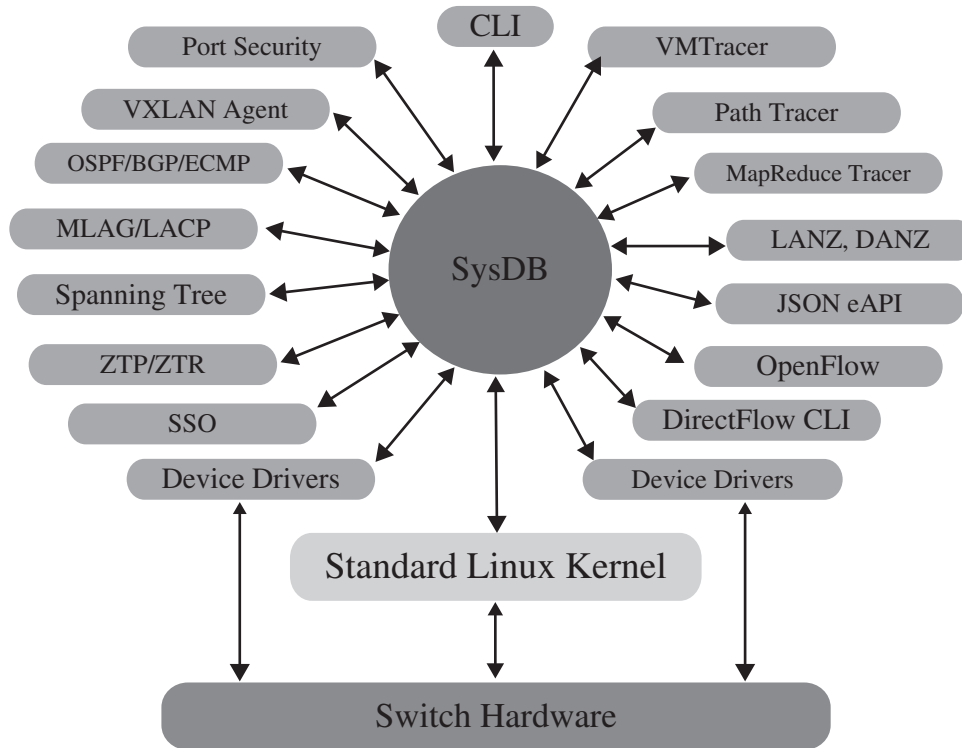 CLI
Port Security
VMTracer
VXLAN Agent
Path Tracer
OSPF/BGP/ECMP
MapReduce Tracer
MLAG/LACP
LANZ, DANZ
SysDB
Spanning Tree
JSON eAPI
ZTP/ZTR
OpenFlow
SSO
DirectFlow CLI
Device Drivers
Device Drivers
Standard Linux Kernel
Switch Hardware